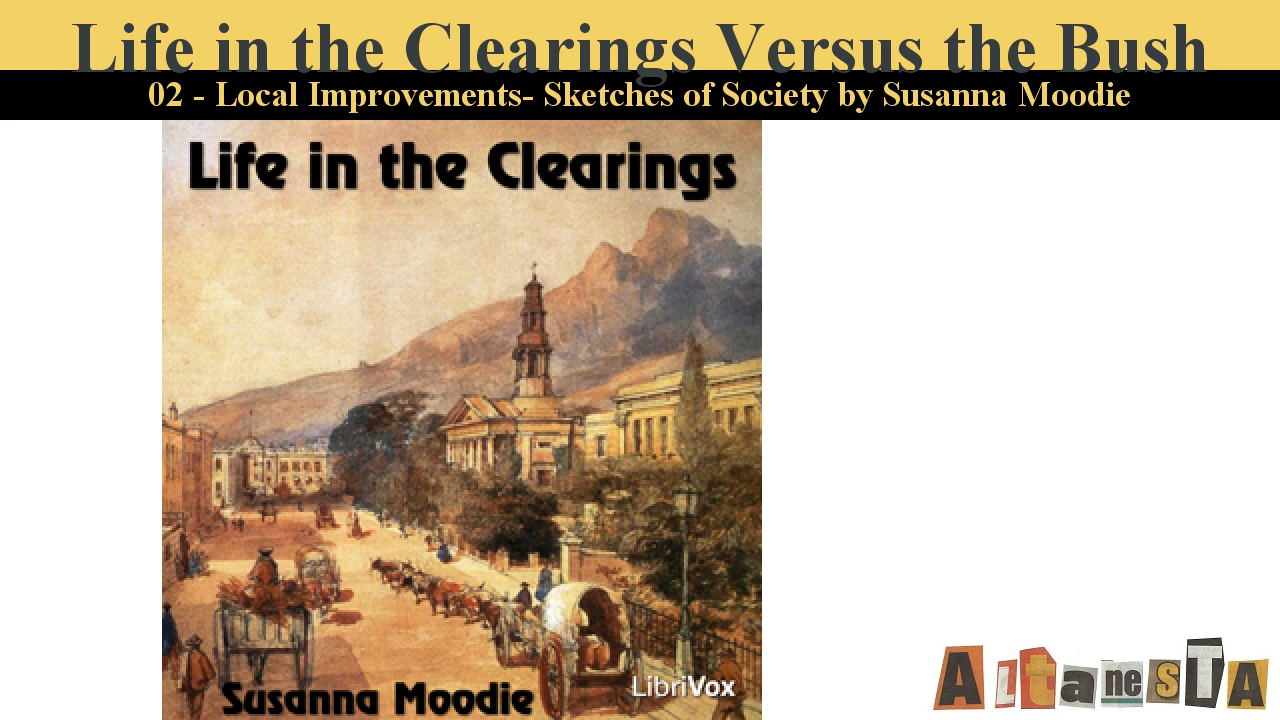 Life in the Clearings Versus the Bush
02 - Local Improvements- Sketches of Society by Susanna Moodie
Life in the Clearings
LibriVox
Susanna Moodie
AltanesTA